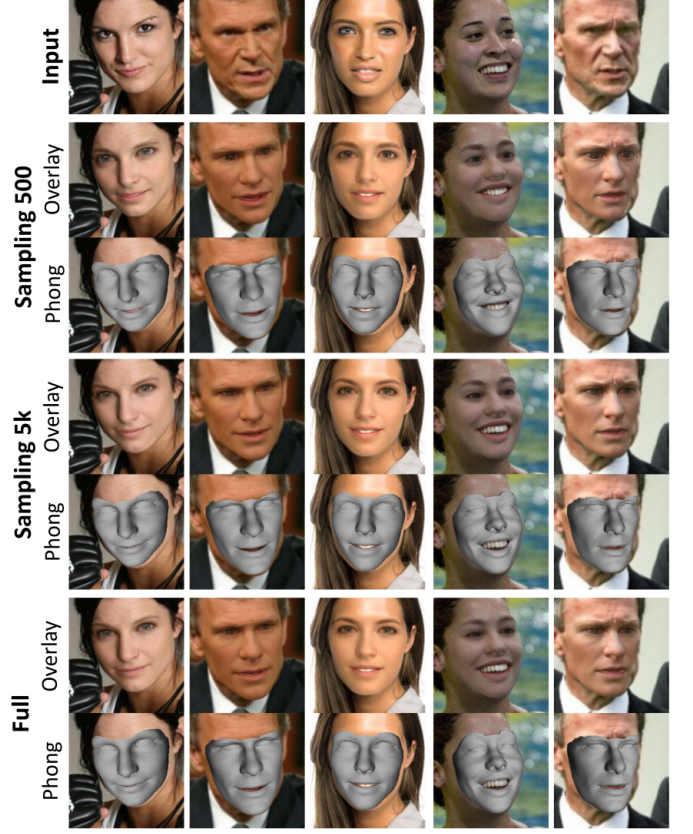 Input
Sampling 500
Overlay
Phong
Sampling 5k
Overlay
Phong
Full
Overlay
Phong